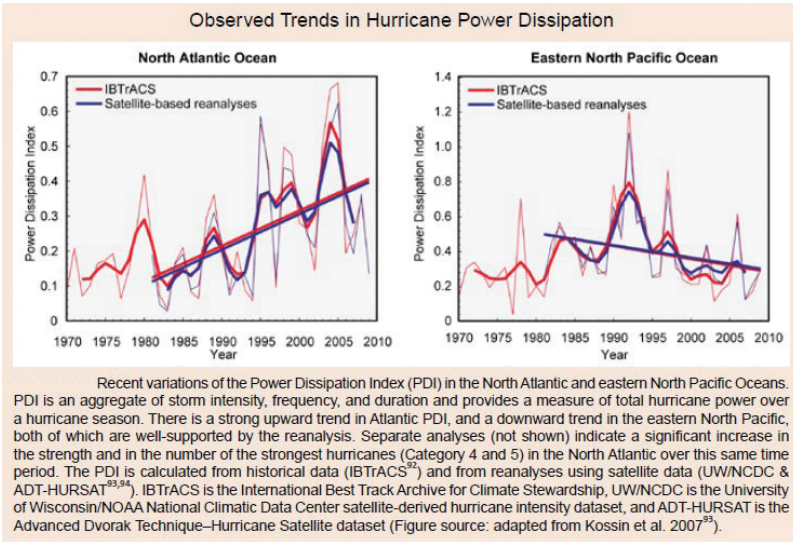 Observed Trends in Hurricane Power Dissipation
North Atlantic Ocean
0.7
0.6
0.5
0.4
0.3
0.2
0.1
0
Power Dissipation Index
IBTrACS
Satellite-based reanalyses
1970 1975 1980 1985 1990 1995 2000 2005 2010
Year
Eastern North Pacific Ocean
1.4
1.2
1.0
0.8
0.6
0.4
0.2
0
Power Dissipation Index
IBTrACS
Satellite-based reanalyses
1970 1975 1980 1985 1990 1995 2000 2005 2010
Year
Recent variations of the Power Dissipation Index (PDI) in the North Atlantic and eastern North Pacific Oceans.
PDI is an aggregate of storm intensity, frequency, and duration and provides a measure of total hurricane power over
a hurricane season. There is a strong upward trend in Atlantic PDI, and a downward trend in the eastern North Pacific,
both of which are well-supported by the reanalysis. Separate analyses (not shown) indicate a significant increase in
the strength and in the number of the strongest hurricanes (Category 4 and 5) in the North Atlantic over this same time
period. The PDI is calculated from historical data (IBTrACS92) and from reanalyses using satellite data (UW/NCDC &
ADT-HURSAT93,94). IBTrACS is the International Best Track Archive for Climate Stewardship, UW/NCDC is the University
of Wisconsin/NOAA National Climatic Data Center satellite-derived hurricane intensity dataset, and ADT-HURSAT is the
Advanced Dvorak Technique–Hurricane Satellite dataset (Figure source: adapted from Kossin et al. 200793).